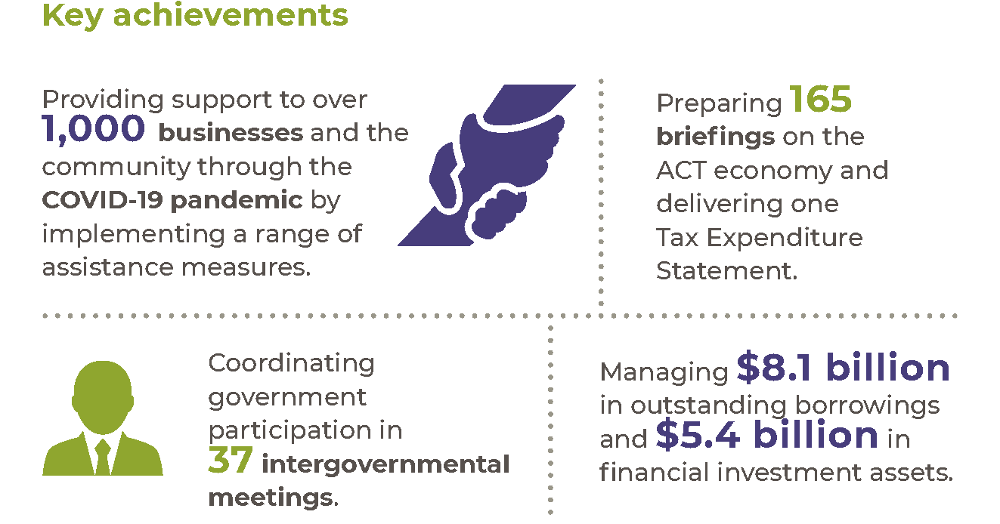 Key achievements
Providing support to over
1,000 businesses and the
community through the
COVID-19 pandemic by
implementing a range of
assistance measures.
Preparing 165
briefings on the
ACT economy and
delivering one
Tax Expenditure
Statement.
Coordinating
government
participation in
37 intergovernmental
meetings.
Managing $8.1 billion
in outstanding borrowings
and $5.4 billion in
financial investment assets.